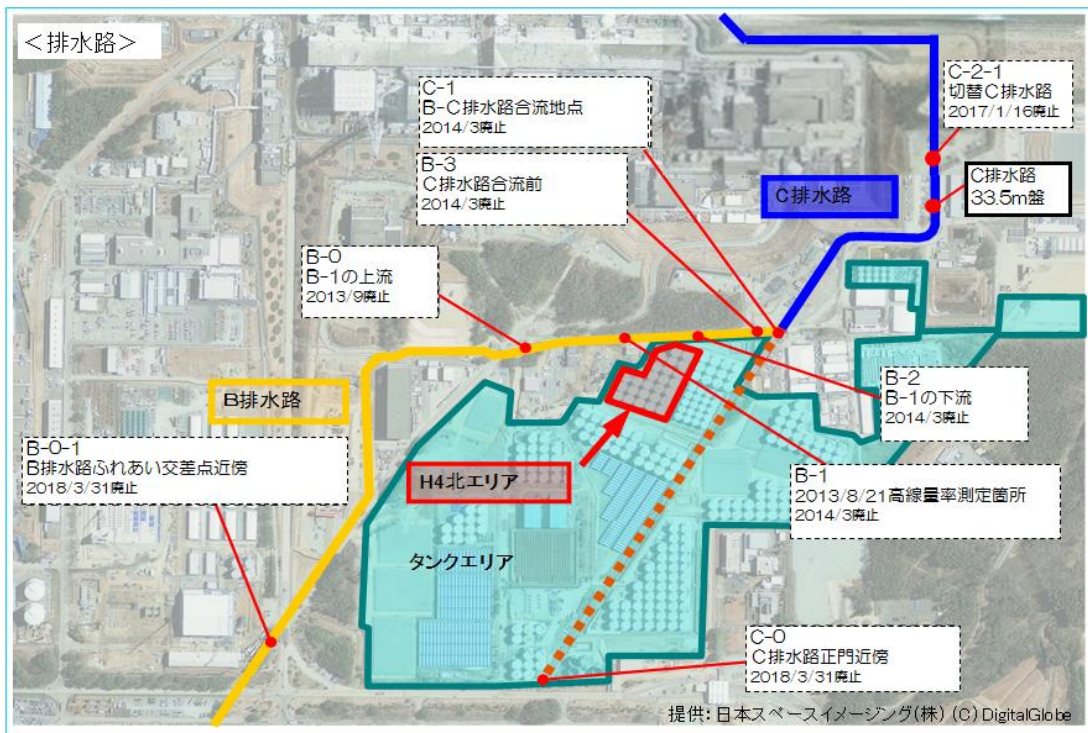 ＜排水路＞
C-2-1
切替C排水路
2017/1/16廃止
C-1
B-C排水路合流地点
2014/3廃止
B-3
C排水路合流前
2014/3廃止
C排水路
33.5m盤
C排水路
B-0
B-1の上流
2013/9廃止
B排水路
B-2
B-1の下流
2014/3廃止
B-0-1
B排水路ふれあい交差点近傍
2018/3/31廃止
H4北エリア
B-1
2013/8/21高線量率測定箇所
2014/3廃止
タンクエリア
C-0
C排水路正門近傍
2018/3/31廃止
提供：日本スペースイメージング(株) (C)DigitalGlobe